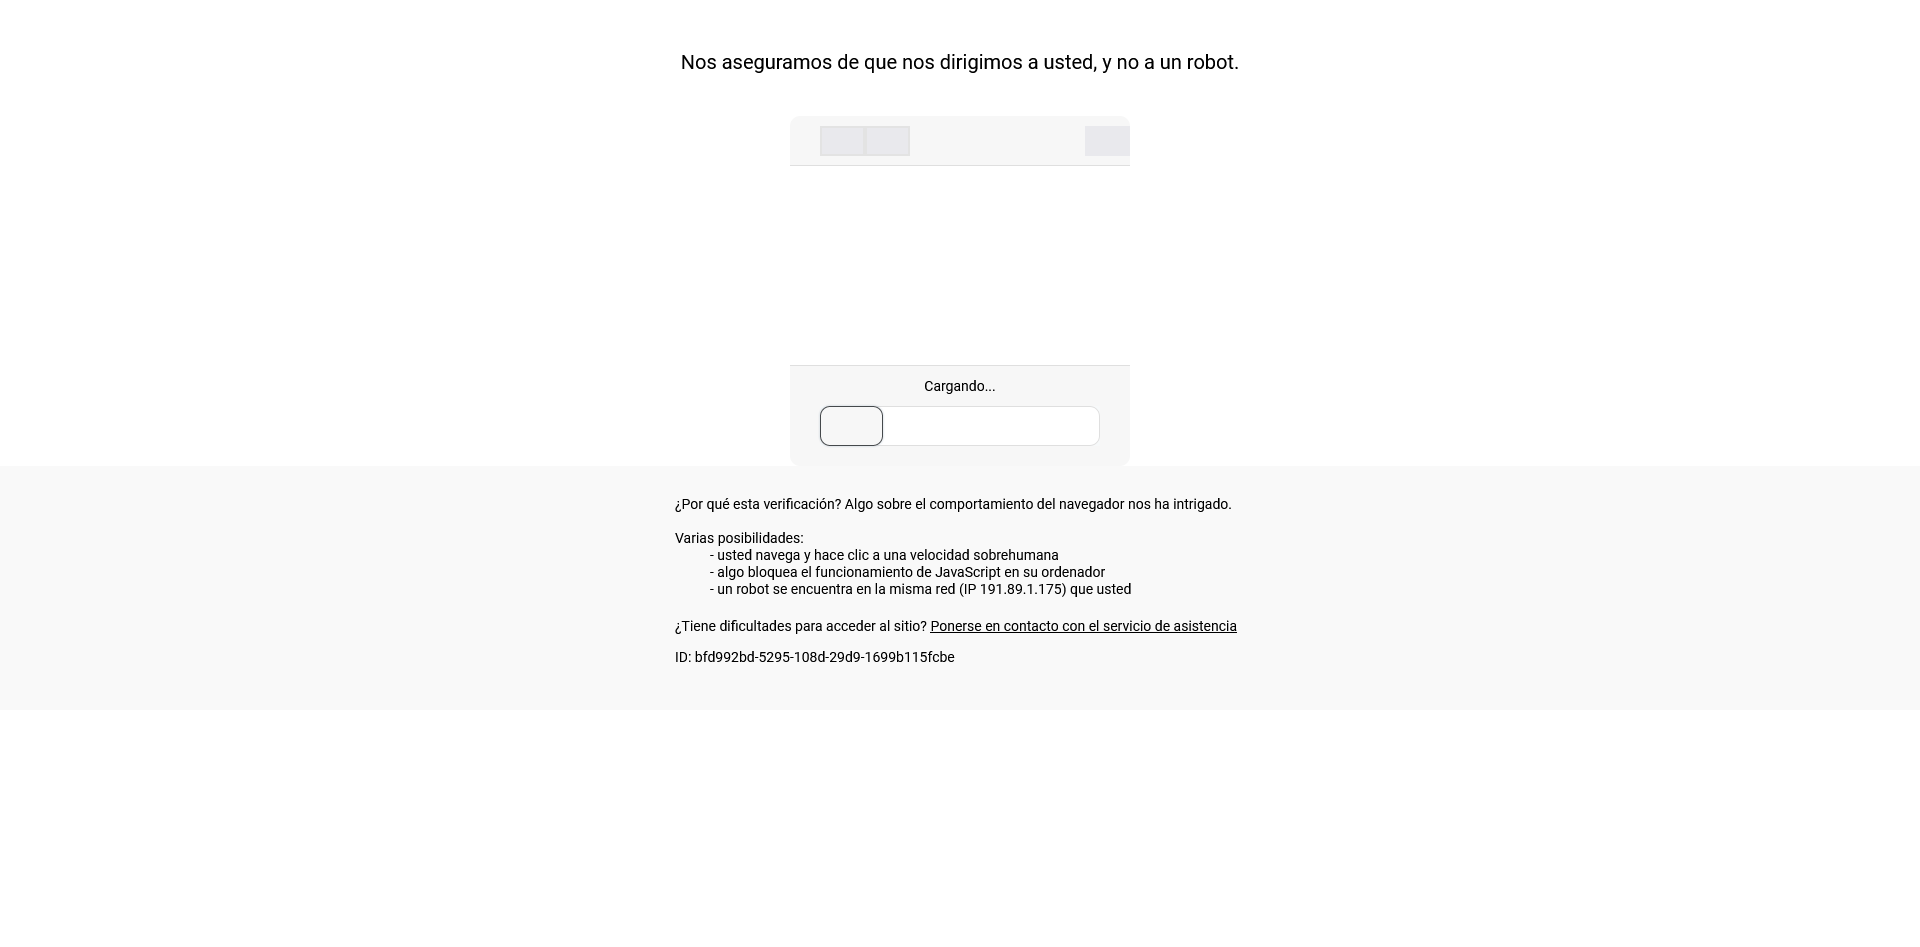 Nos aseguramos de que nos dirigimos a usted, y no a un robot.
Cargando...
¿Por qué esta verificación? Algo sobre el comportamiento del navegador nos ha intrigado.
Varias posibilidades:
- usted navega y hace clic a una velocidad sobrehumana
- algo bloquea el funcionamiento de JavaScript en su ordenador
- un robot se encuentra en la misma red (IP 191.89.1.175) que usted
¿Tiene dificultades para acceder al sitio? Ponerse en contacto con el servicio de asistencia
ID: bfd992bd-5295-108d-29d9-1699b115fcbe